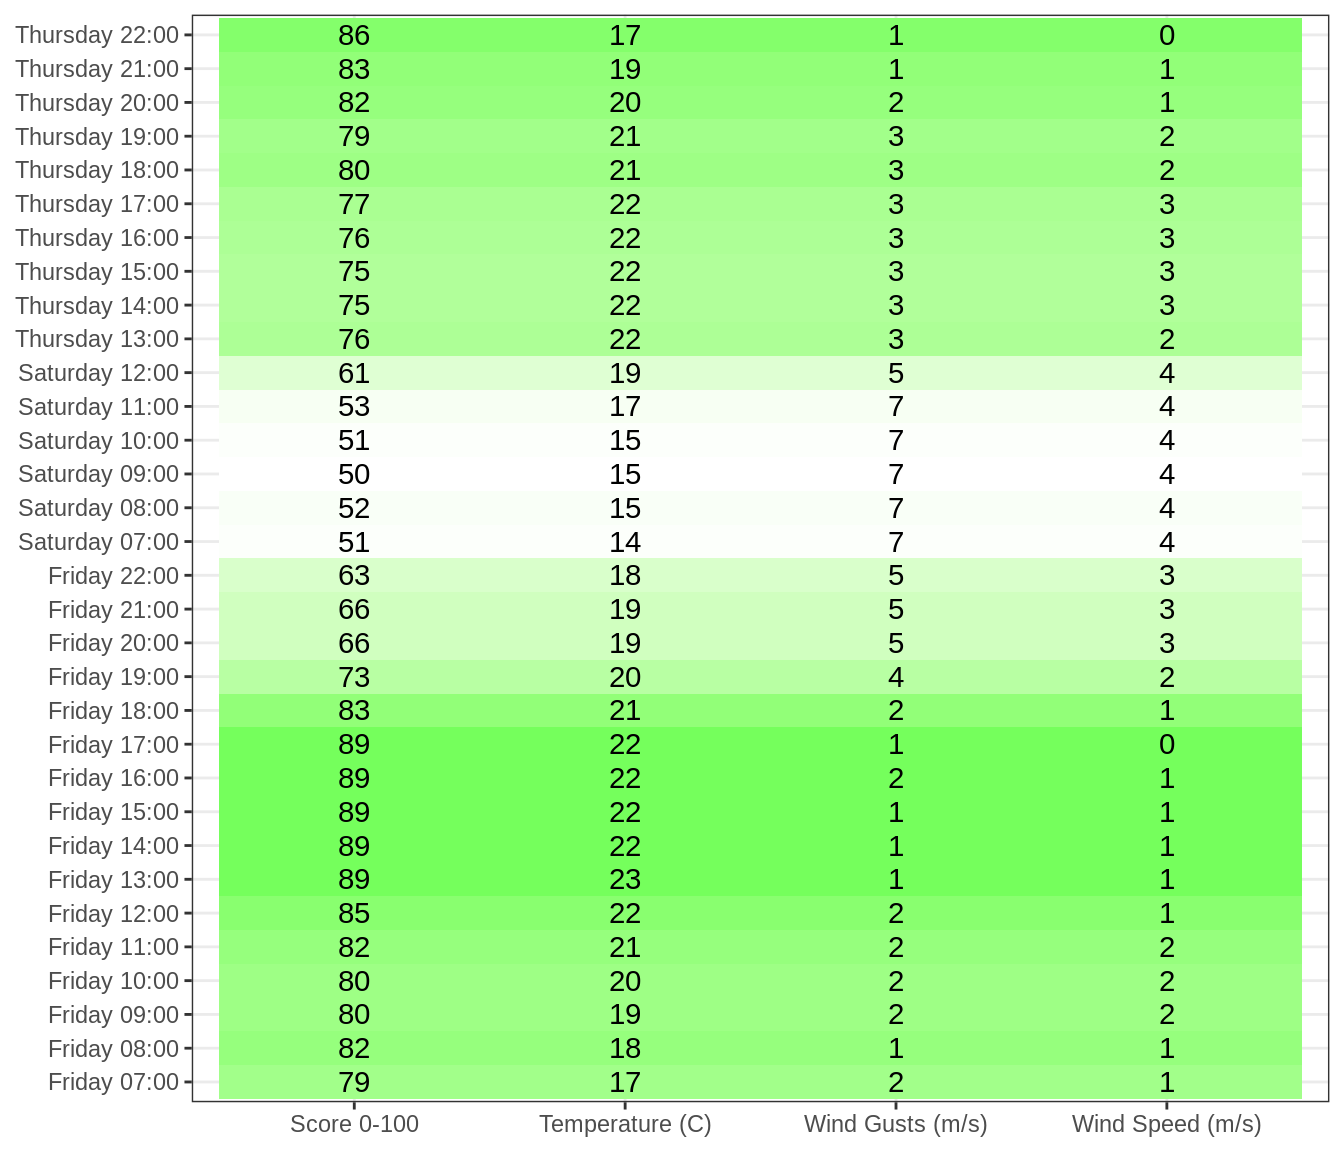 Thursday 22:00 86 17 1 0
Thursday 21:00 83 19 1 1
Thursday 20:00 82 20 2 1
Thursday 19:00 79 21 3 2
Thursday 18:00 80 21 3 2
Thursday 17:00 77 22 3 3
Thursday 16:00 76 22 3 3
Thursday 15:00 75 22 3 3
Thursday 14:00 75 22 3 3
Thursday 13:00 76 22 3 2
Saturday 12:00 61 19 5 4
Saturday 11:00 53 17 7 4
Saturday 10:00 51 15 7 4
Saturday 09:00 50 15 7 4
Saturday 08:00 52 15 7 4
Saturday 07:00 51 14 7 4
Friday 22:00 63 18 5 3
Friday 21:00 66 19 5 3
Friday 20:00 66 19 5 3
Friday 19:00 73 20 4 2
Friday 18:00 83 21 2 1
Friday 17:00 89 22 1 0
Friday 16:00 89 22 2 1
Friday 15:00 89 22 1 1
Friday 14:00 89 22 1 1
Friday 13:00 89 23 1 1
Friday 12:00 85 22 2 1
Friday 11:00 82 21 2 2
Friday 10:00 80 20 2 2
Friday 09:00 80 19 2 2
Friday 08:00 82 18 1 1
Friday 07:00 79 17 2 1
Score 0-100 Temperature (C) Wind Gusts (m/s) Wind Speed (m/s)